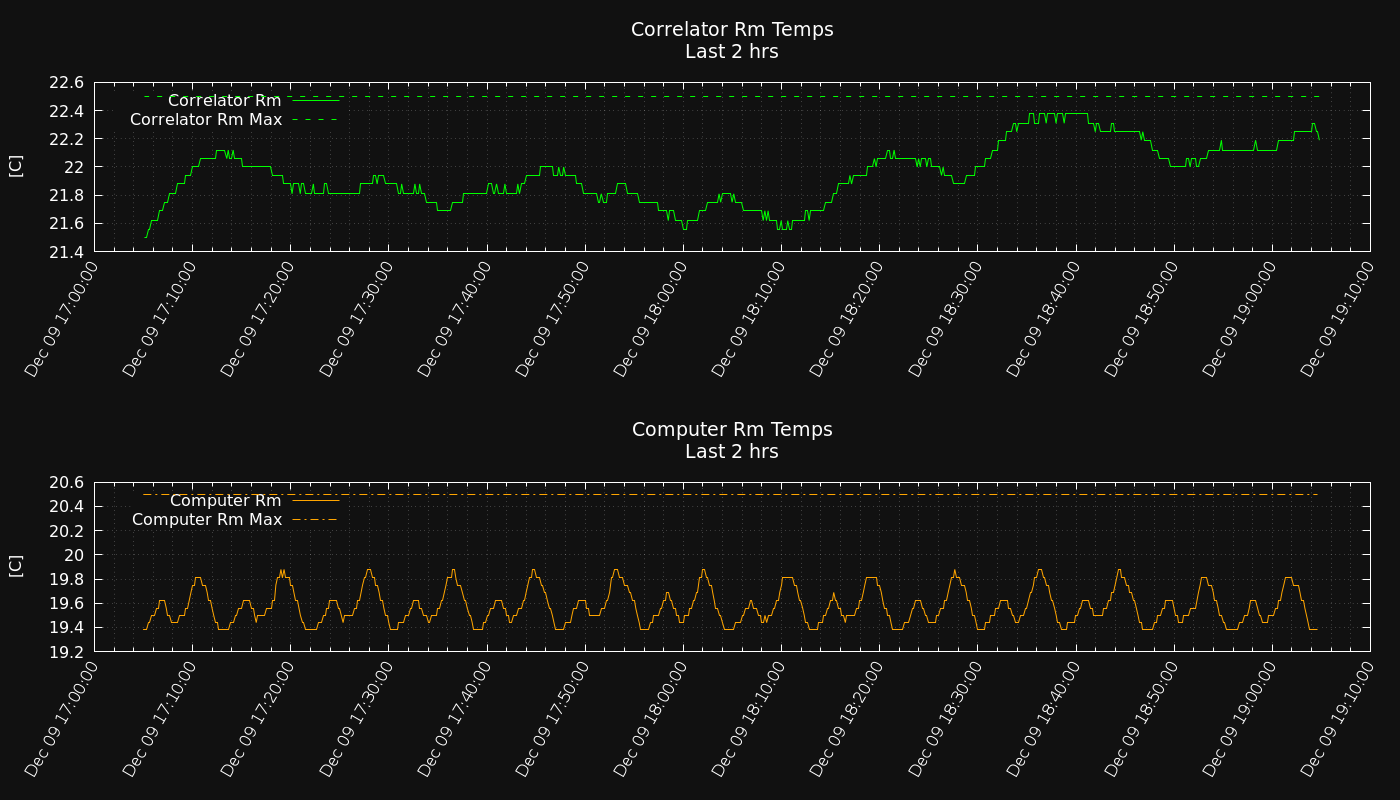 Correlator Rm Temps
Last 2 hrs
22.6
22.4
22.2
22
21.8
21.6
21.4
[C]
Correlator Rm
Correlator Rm Max
Dec 09 17:00:00
Dec 09 17:10:00
Dec 09 17:20:00
Dec 09 17:30:00
Dec 09 17:40:00
Dec 09 17:50:00
Dec 09 18:00:00
Dec 09 18:10:00
Dec 09 18:20:00
Dec 09 18:30:00
Dec 09 18:40:00
Dec 09 18:50:00
Dec 09 19:00:00
Dec 09 19:10:00
Computer Rm Temps
Last 2 hrs
20.6
20.4
20.2
20
19.8
19.6
19.4
19.2
[C]
Computer Rm
Computer Rm Max
Dec 09 17:00:00
Dec 09 17:10:00
Dec 09 17:20:00
Dec 09 17:30:00
Dec 09 17:40:00
Dec 09 17:50:00
Dec 09 18:00:00
Dec 09 18:10:00
Dec 09 18:20:00
Dec 09 18:30:00
Dec 09 18:40:00
Dec 09 18:50:00
Dec 09 19:00:00
Dec 09 19:10:00